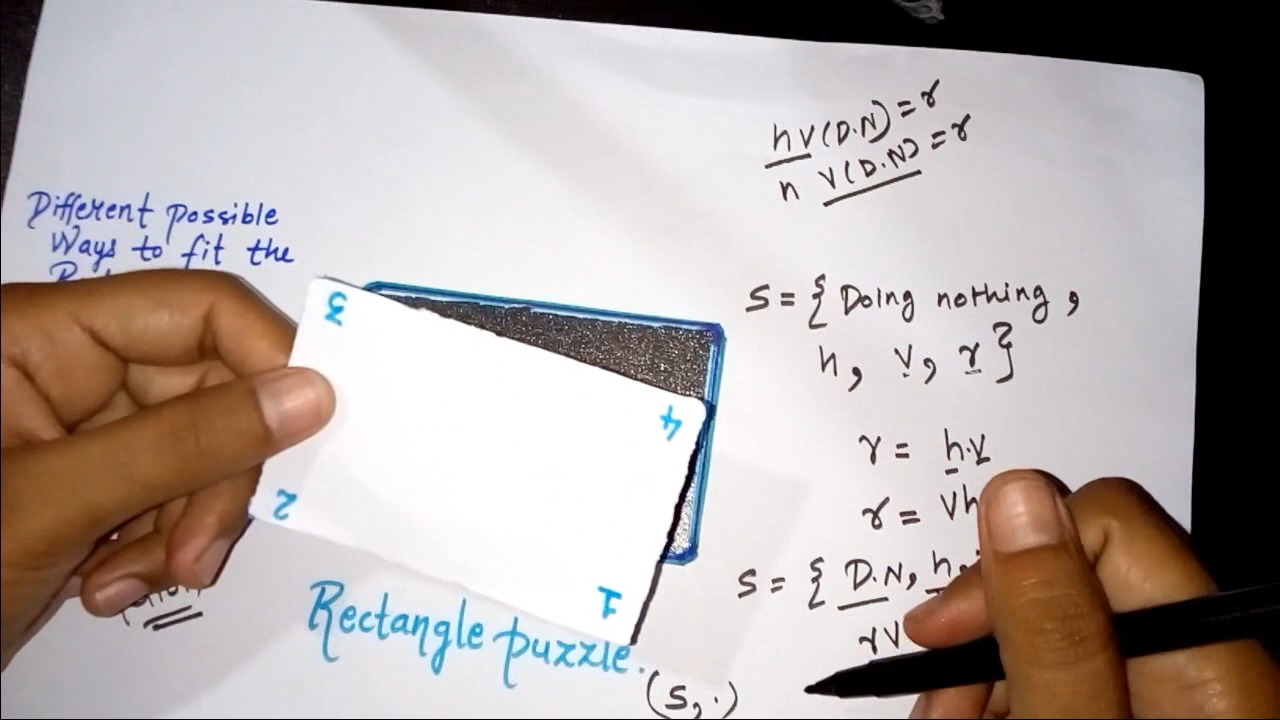 Different possible
Ways to fit the
3
4
2
1
Rectangle puzzle.
hV(D.N) = r
h V(D.N) = r
S = { Doing nothing ,
h, V, r }
r = h.V
r = Vh
S = { D.N, h,
rV
(S, .)